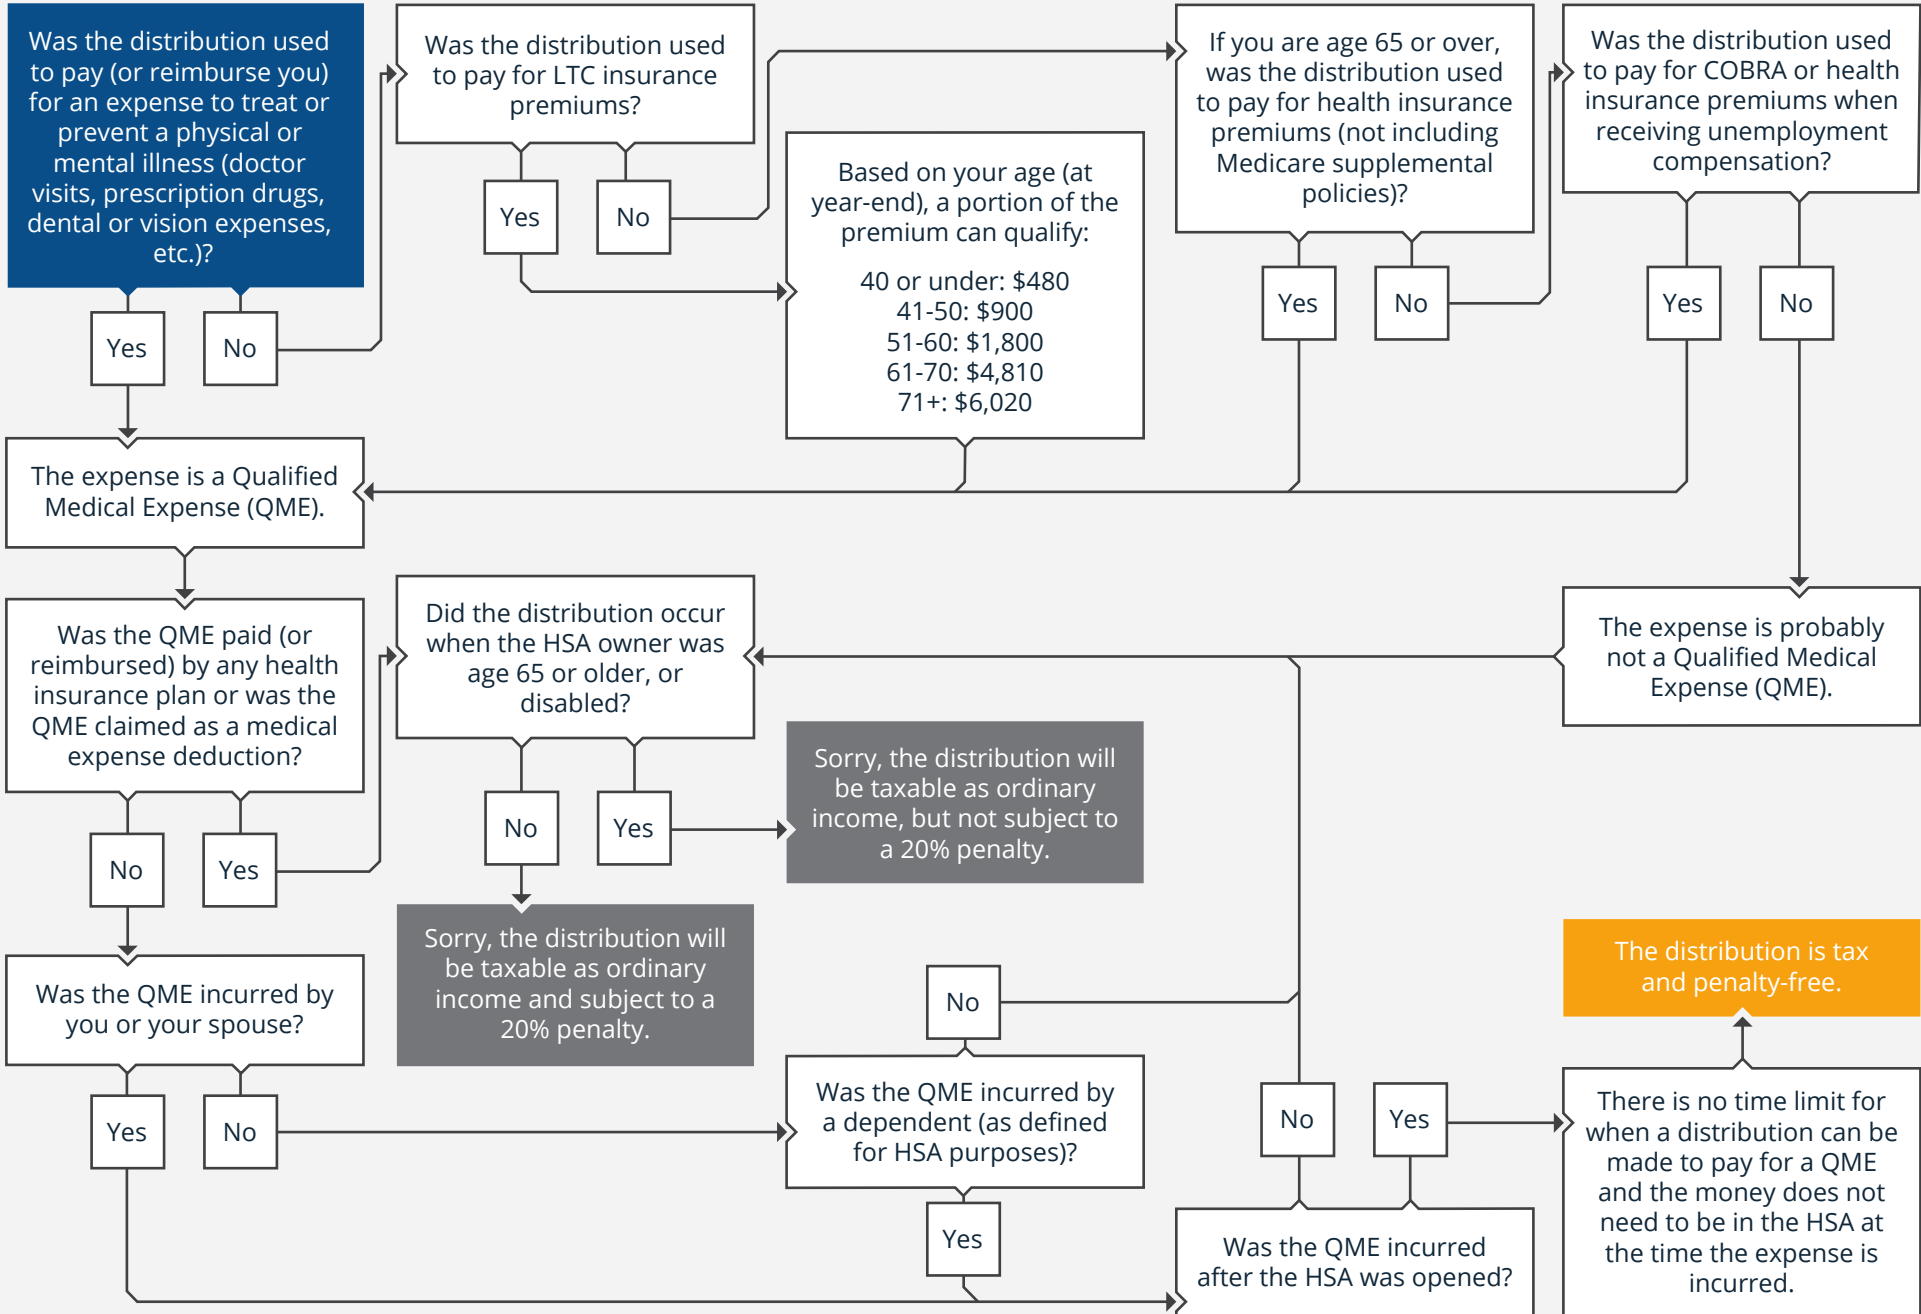 Was the distribution used
to pay (or reimburse you)
for an expense to treat or
prevent a physical or
mental illness (doctor
visits, prescription drugs,
dental or vision expenses,
etc.)?
Yes
No
Was the distribution used
to pay for LTC insurance
premiums?
Yes
No
Based on your age (at
year-end), a portion of the
premium can qualify:
40 or under: $480
41-50: $900
51-60: $1,800
61-70: $4,810
71+: $6,020
If you are age 65 or over,
was the distribution used
to pay for health insurance
premiums (not including
Medicare supplemental
policies)?
Yes
No
Was the distribution used
to pay for COBRA or health
insurance premiums when
receiving unemployment
compensation?
Yes
No
The expense is a Qualified
Medical Expense (QME).
Was the QME paid (or
reimbursed) by any health
insurance plan or was the
QME claimed as a medical
expense deduction?
No
Yes
Did the distribution occur
when the HSA owner was
age 65 or older, or
disabled?
No
Yes
Sorry, the distribution will
be taxable as ordinary
income, but not subject to
a 20% penalty.
Sorry, the distribution will
be taxable as ordinary
income and subject to a
20% penalty.
The expense is probably
not a Qualified Medical
Expense (QME).
Was the QME incurred by
you or your spouse?
Yes
No
No
Was the QME incurred by
a dependent (as defined
for HSA purposes)?
Yes
No
Yes
Was the QME incurred
after the HSA was opened?
The distribution is tax
and penalty-free.
There is no time limit for
when a distribution can be
made to pay for a QME
and the money does not
need to be in the HSA at
the time the expense is
incurred.